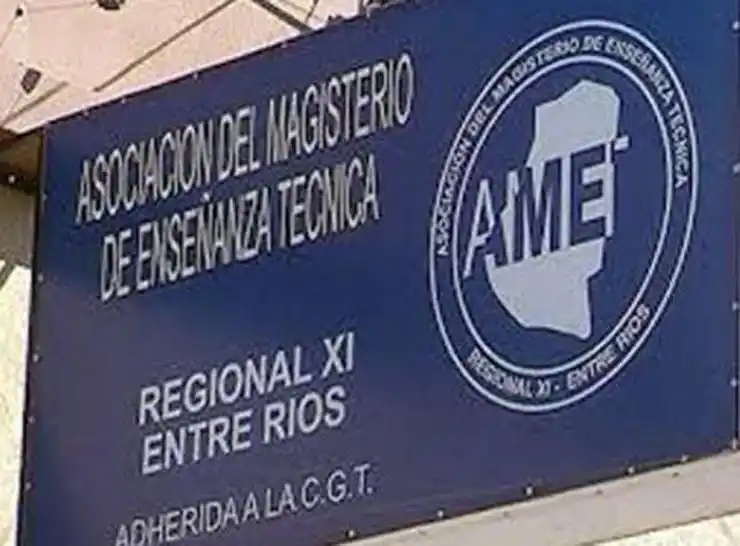 ASOCIACION DEL MAGISTERIO
DE ENSEÑANZA TECNICA
REGIONAL XI
ENTRE RIOS
ADHERIDA A LA C.G.T.
ASOCIACION DEL MAGISTERIO DE ENSEÑANZA TECNICA
AMET
REGIONAL XI - ENTRE RIOS